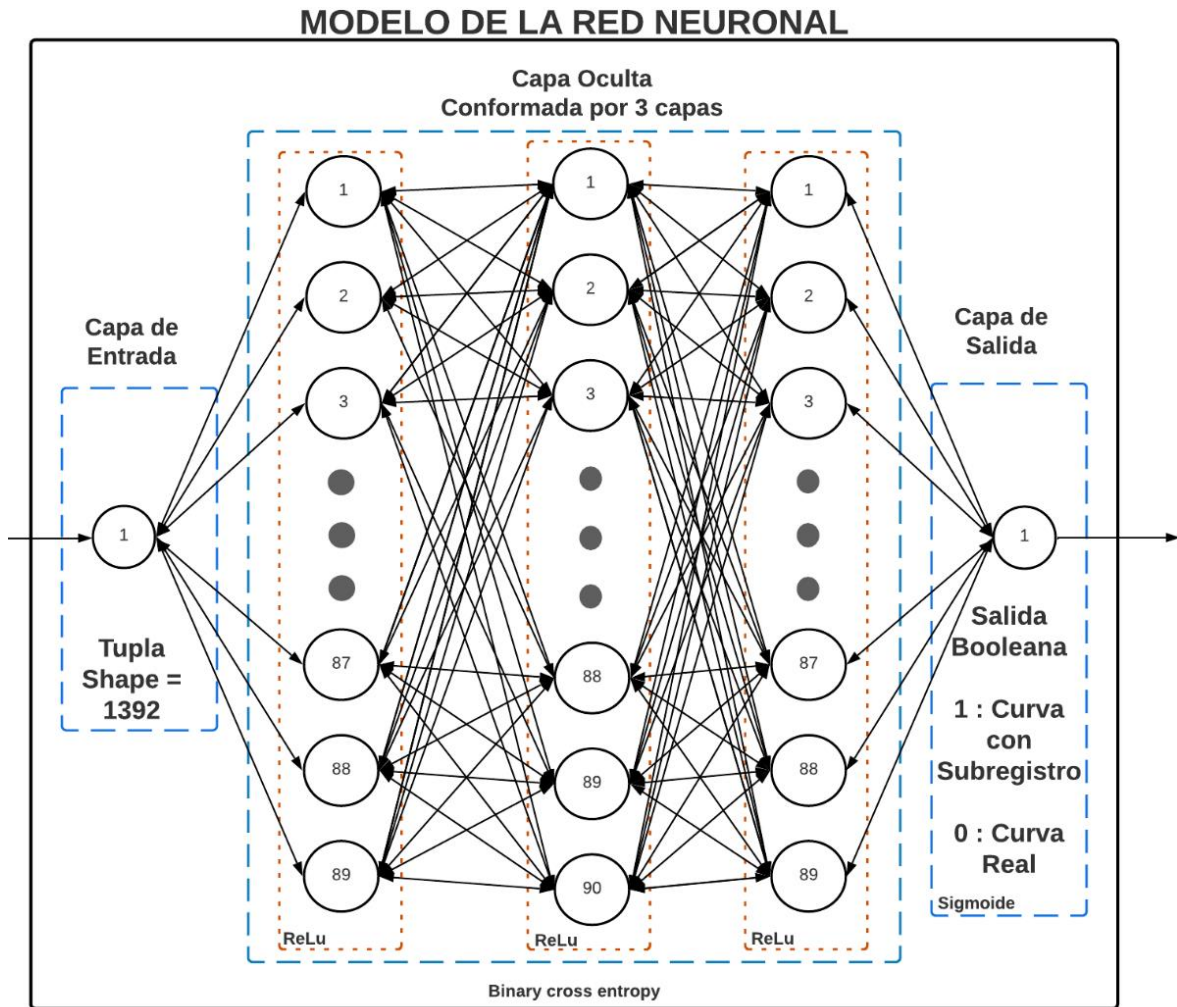 MODELO DE LA RED NEURONAL
Capa Oculta
Conformada por 3 capas
Capa de
Entrada
1
Tupla
Shape =
1392
1
2
3
87
88
89
ReLu
1
2
3
88
89
90
ReLu
1
2
3
87
88
89
ReLu
Capa de
Salida
1
Salida
Booleana
1 : Curva
con
Subregistro
0 : Curva
Real
Sigmoide
Binary cross entropy